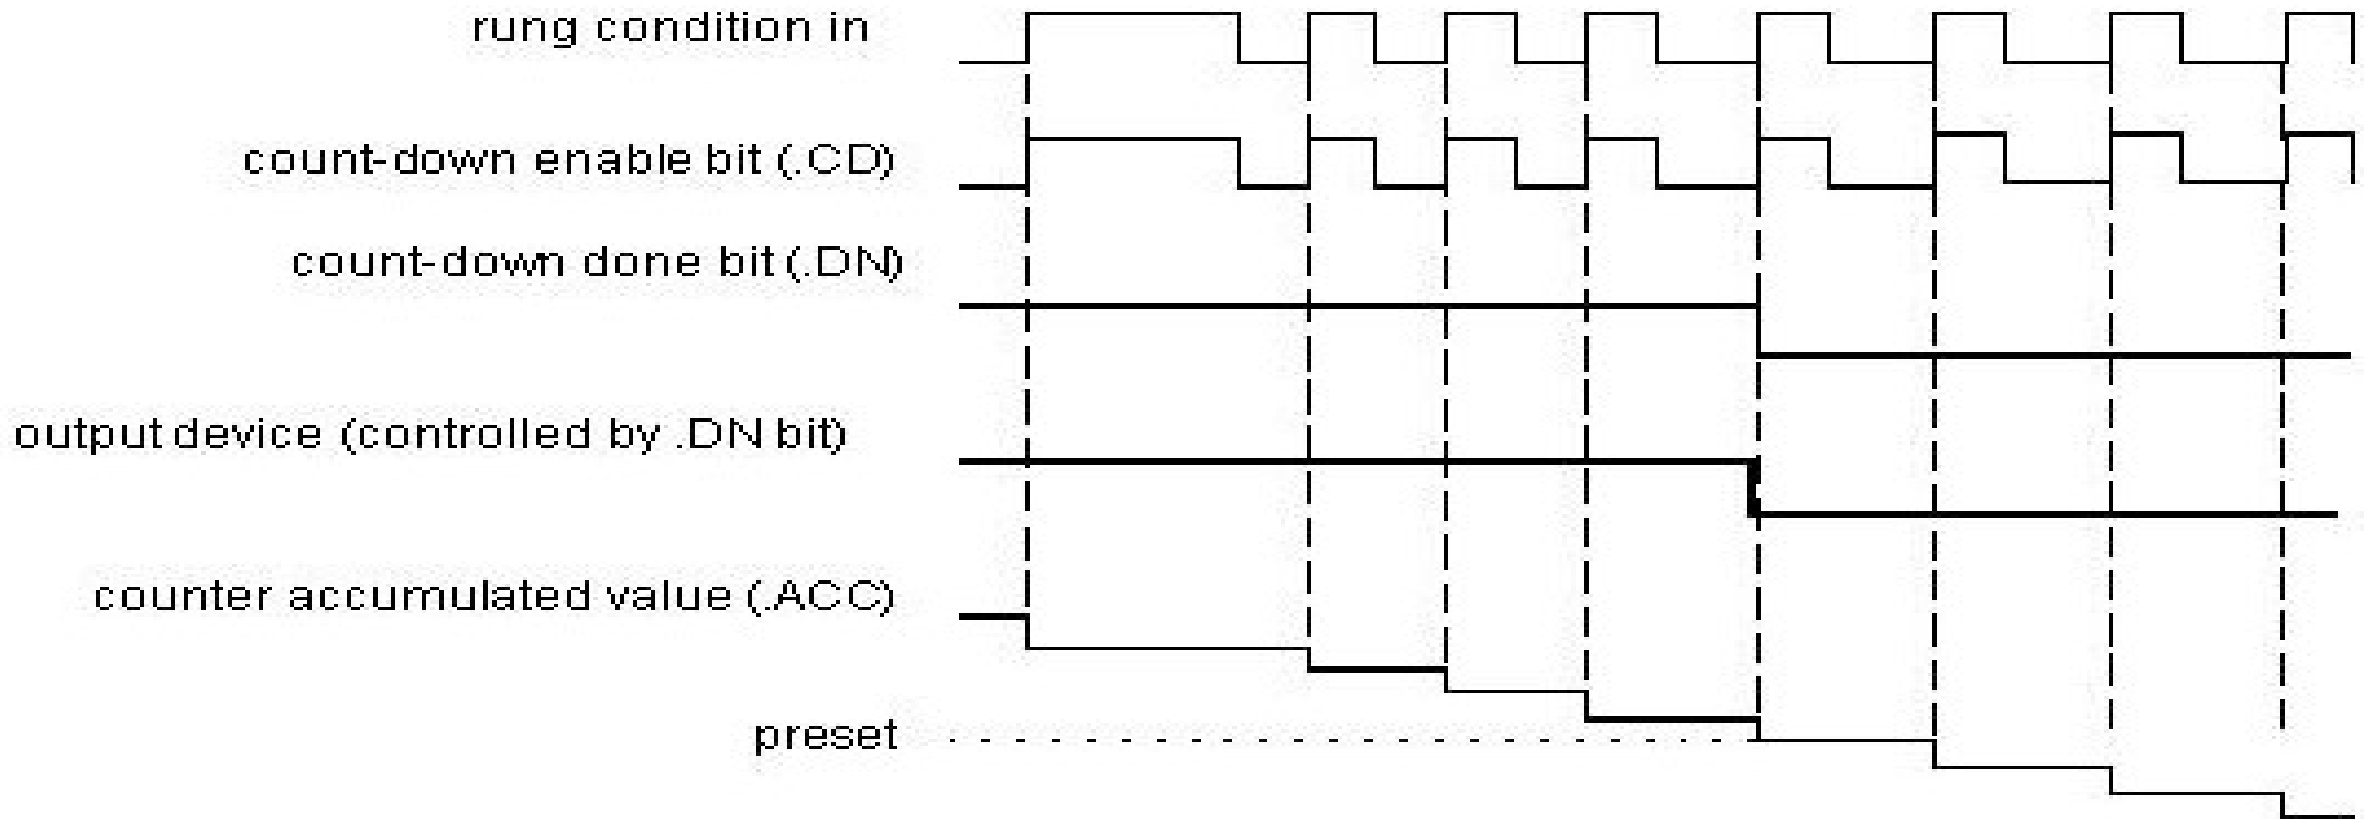 rung condition in
count-down enable bit (.CD)
count-down done bit (.DN)
output device (controlled by .DN bit)
counter accumulated value (.ACC)
preset